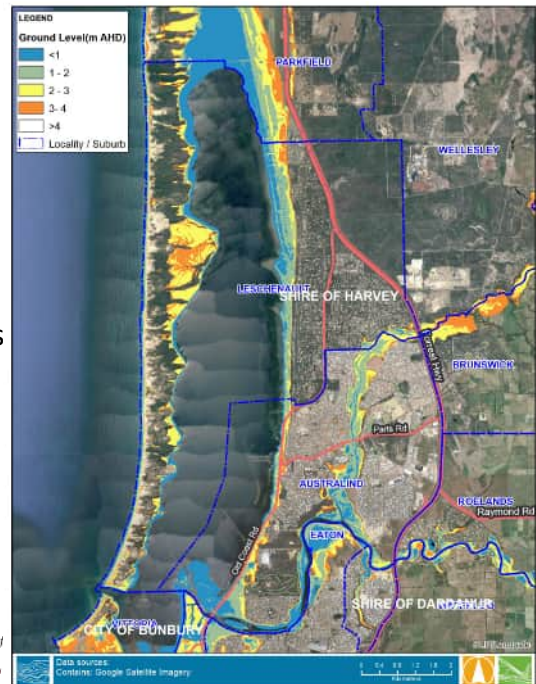 LEGEND
Ground Level(m AHD)
<1
1 - 2
2 - 3
3- 4
>4
Locality / Suburb
PARKFIELD
WELLESLEY
LESCHENAULT
SHIRE OF HARVEY
Forrest Hwy
BRUNSWICK
Paris Rd
AUSTRALIND
ROELANDS
Raymond Rd
Old Coast Rd
EATON
SHIRE OF DARDANUP
VITTORIA
CITY OF BUNBURY
Data sources:
Contains: Google Satellite Imagery